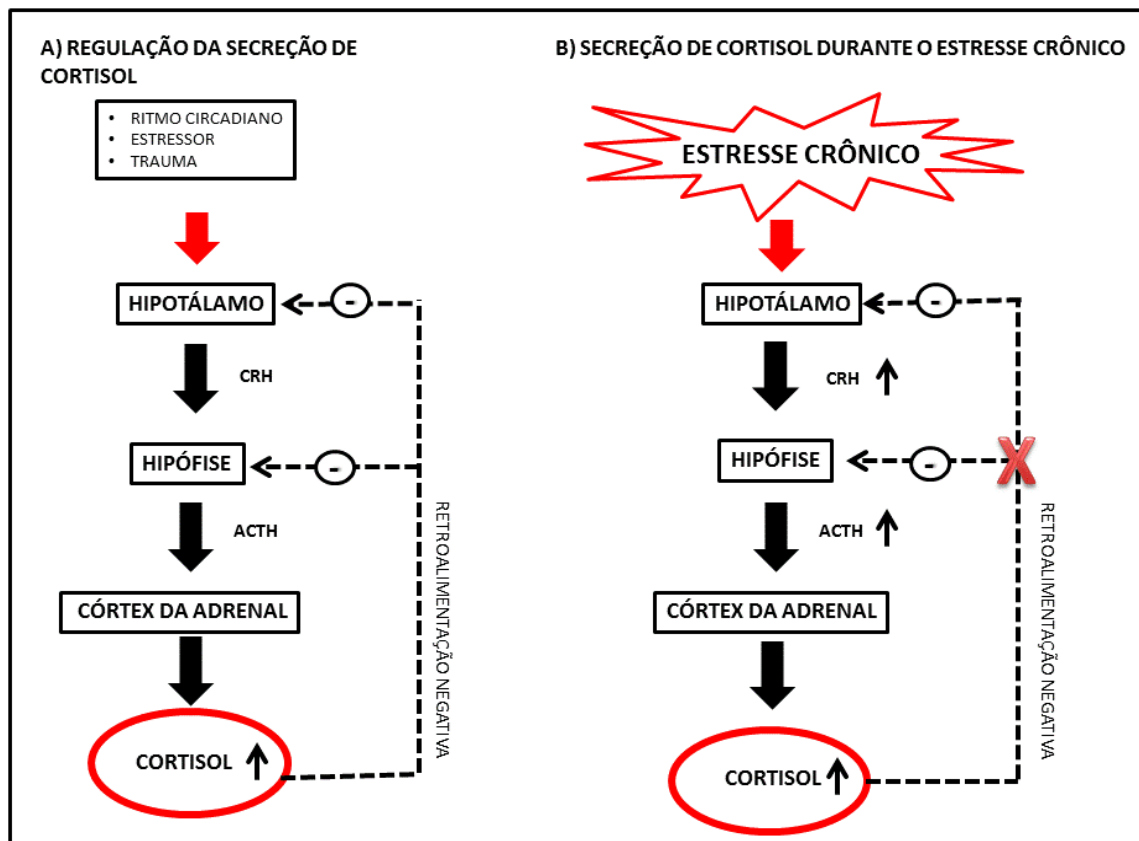 A) REGULAÇÃO DA SECREÇÃO DE
CORTISOL
• RITMO CIRCADIANO
• ESTRESSOR
• TRAUMA
HIPOTÁLAMO
-
CRH
HIPÓFISE
-
ACTH
CÓRTEX DA ADRENAL
CORTISOL
RETROALIMENTAÇÃO NEGATIVA
B) SECREÇÃO DE CORTISOL DURANTE O ESTRESSE CRÔNICO
ESTRESSE CRÔNICO
HIPOTÁLAMO
-
CRH
HIPÓFISE
-
X
ACTH
CÓRTEX DA ADRENAL
CORTISOL
RETROALIMENTAÇÃO NEGATIVA